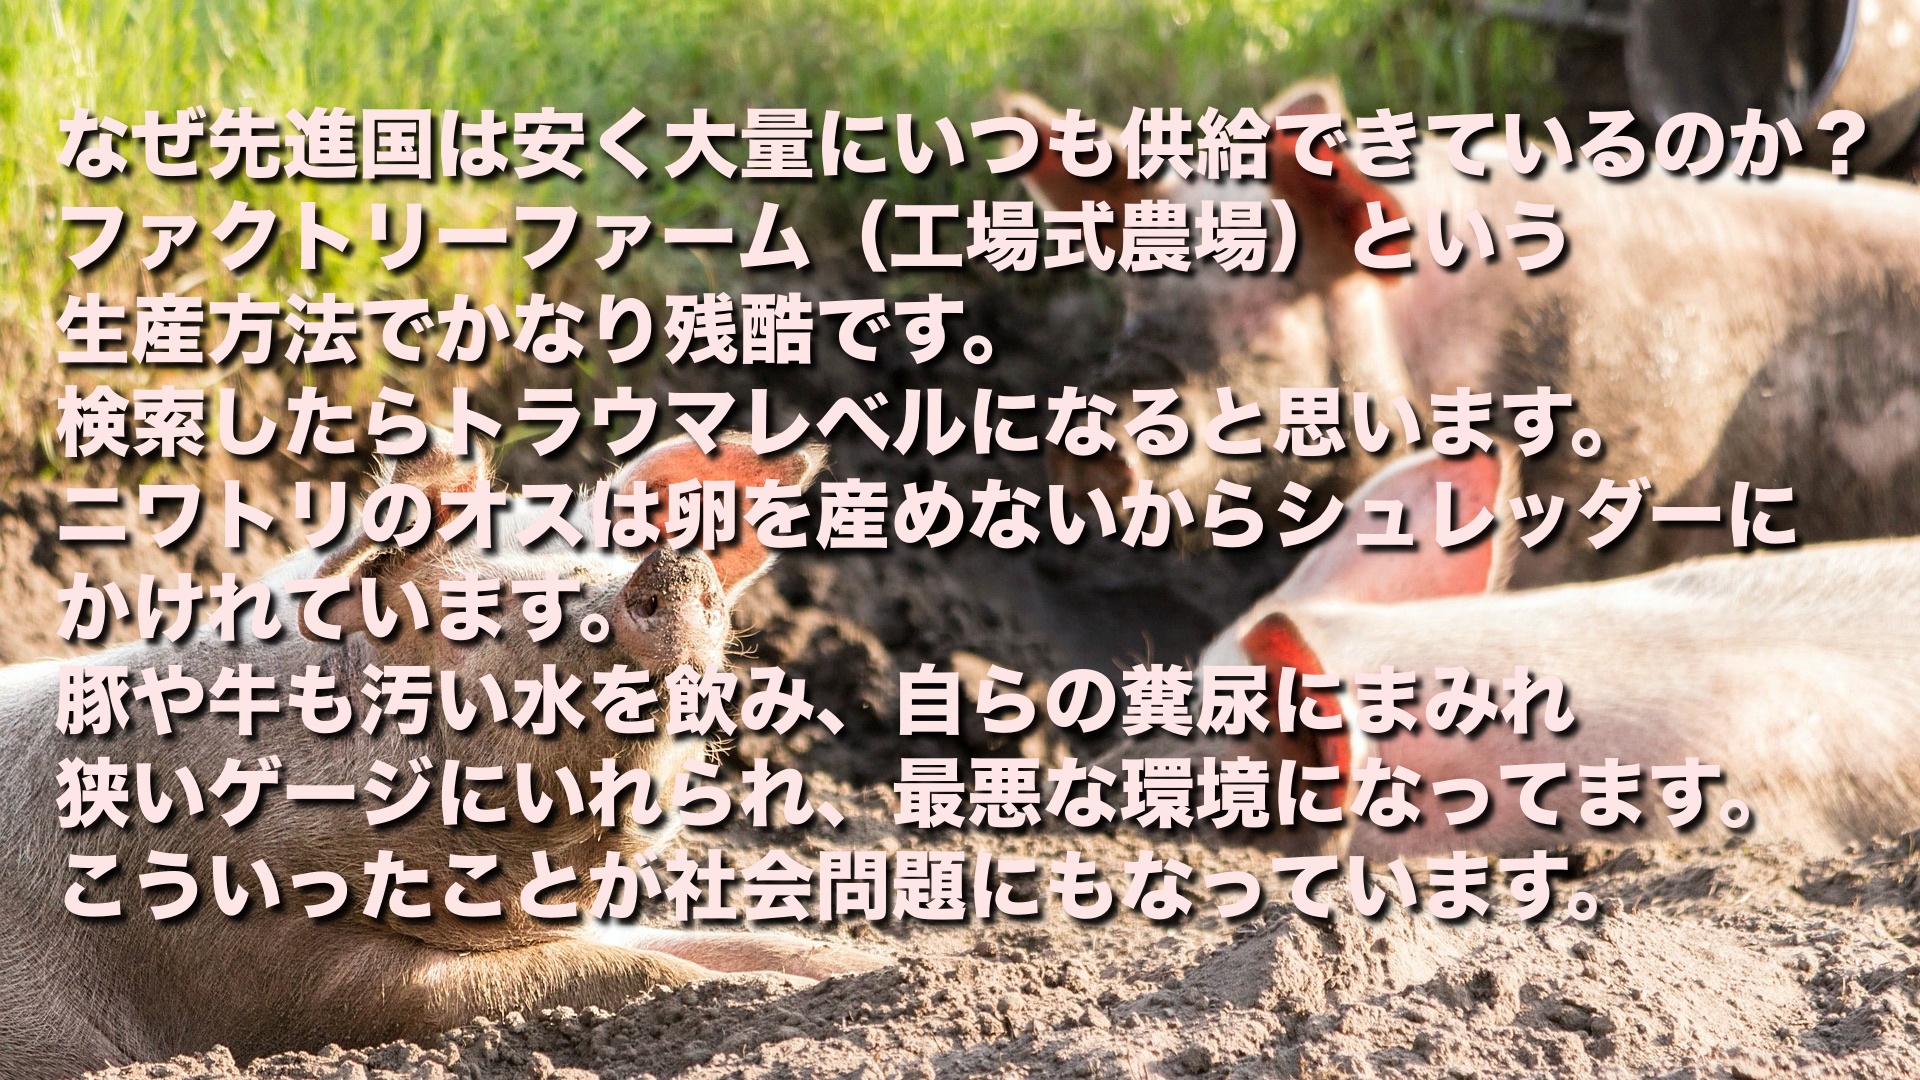 なぜ先進国は安く大量にいつも供給できているのか？
ファクトリーファーム（工場式農場）という
生産方法でかなり残酷です。
検索したらトラウマレベルになると思います。
ニワトリのオスは卵を産めないからシュレッダーに
かけれています。
豚や牛も汚い水を飲み、自らの糞尿にまみれ
狭いゲージにいれられ、最悪な環境になってます。
こういったことが社会問題にもなっています。